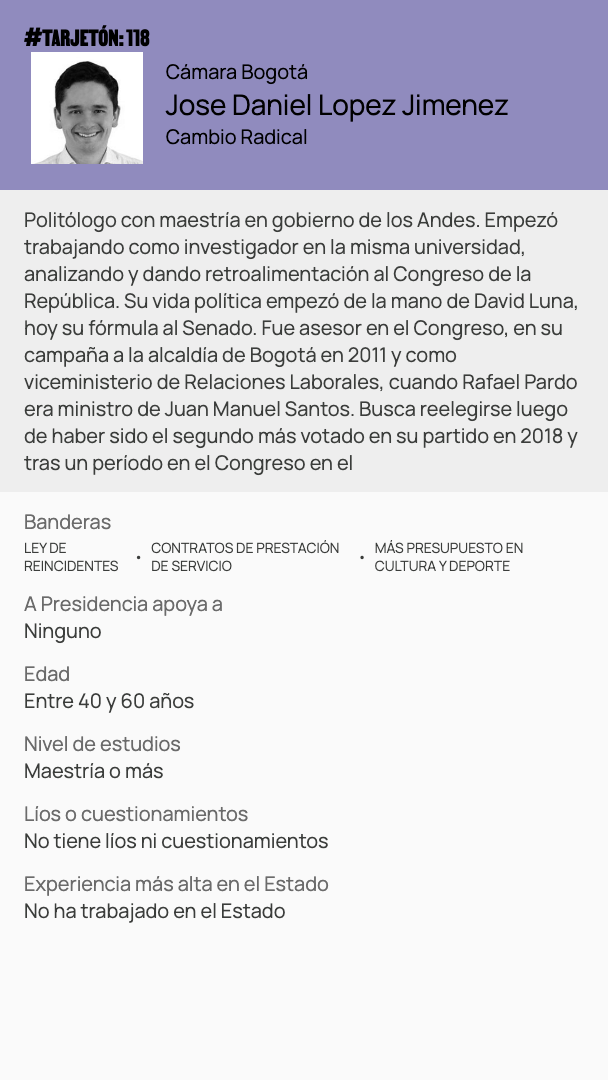 #TARJETÓN: 118
Cámara Bogotá
Jose Daniel Lopez Jimenez
Cambio Radical
Politólogo con maestría en gobierno de los Andes. Empezó
trabajando como investigador en la misma universidad,
analizando y dando retroalimentación al Congreso de la
República. Su vida política empezó de la mano de David Luna,
hoy su fórmula al Senado. Fue asesor en el Congreso, en su
campaña a la alcaldía de Bogotá en 2011 y como
viceministerio de Relaciones Laborales, cuando Rafael Pardo
era ministro de Juan Manuel Santos. Busca reelegirse luego
de haber sido el segundo más votado en su partido en 2018 y
tras un período en el Congreso en el
Banderas
LEY DE REINCIDENTES • CONTRATOS DE PRESTACIÓN DE SERVICIO • MÁS PRESUPUESTO EN CULTURA Y DEPORTE
A Presidencia apoya a
Ninguno
Edad
Entre 40 y 60 años
Nivel de estudios
Maestría o más
Líos o cuestionamientos
No tiene líos ni cuestionamientos
Experiencia más alta en el Estado
No ha trabajado en el Estado